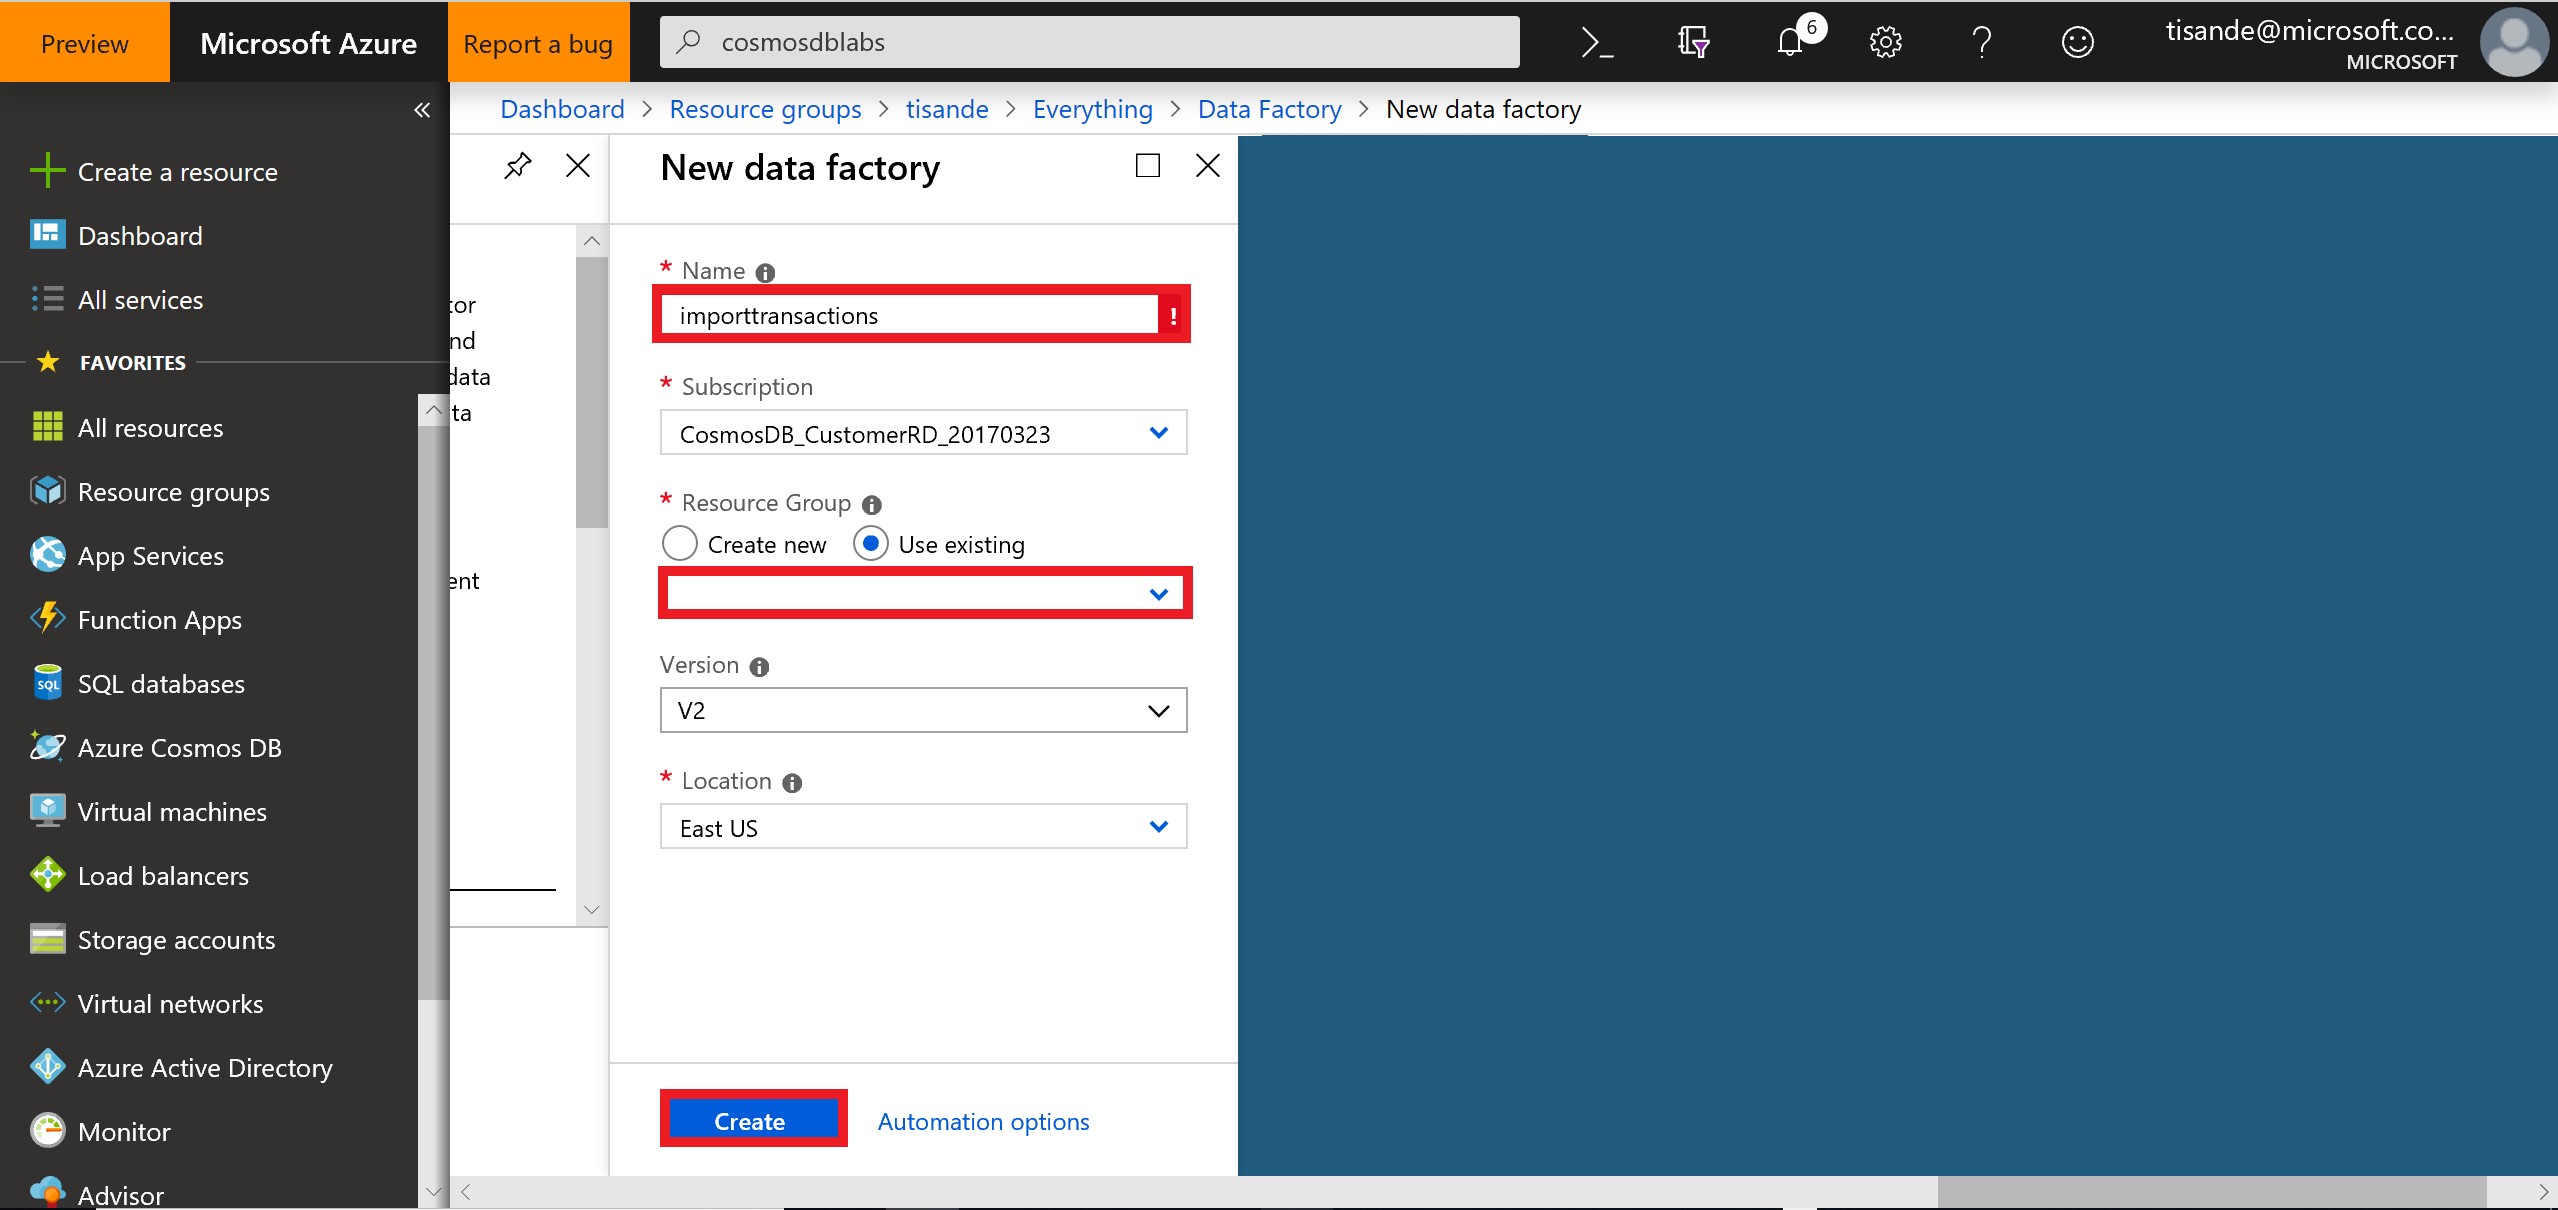 Preview
Microsoft Azure
Report a bug
cosmosdblabs
6
tisande@microsoft.co...
MICROSOFT
Dashboard > Resource groups > tisande > Everything > Data Factory > New data factory
Create a resource
Dashboard
All services
FAVORITES
All resources
Resource groups
App Services
Function Apps
SQL databases
Azure Cosmos DB
Virtual machines
Load balancers
Storage accounts
Virtual networks
Azure Active Directory
Monitor
Advisor
tor
nd
data
ta
ent
New data factory
* Name
importtransactions
!
* Subscription
CosmosDB_CustomerRD_20170323
* Resource Group
Create new Use existing
Version
V2
* Location
East US
Create
Automation options